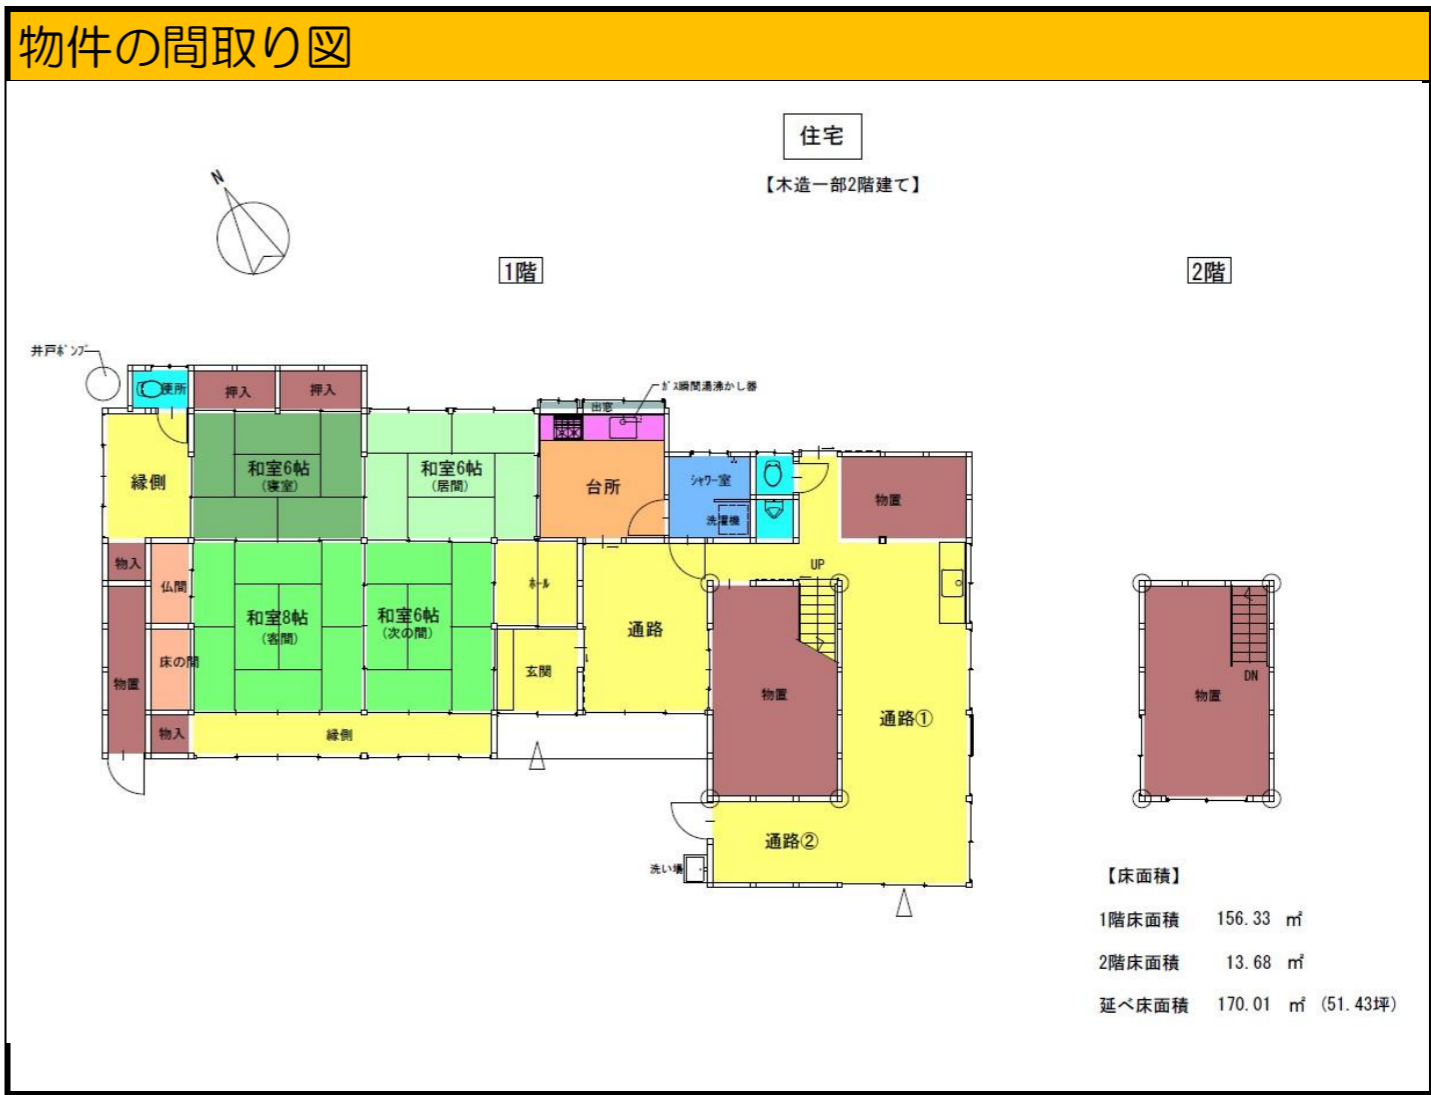 物件の間取り図
住宅
【木造一部2階建て】
N
1階
2階
井戸ポンプ
便所
押入
押入
ガス瞬間湯沸かし器
出窓
縁側
和室6帖
(寝室)
和室6帖
(居間)
台所
シャワー室
洗濯機
物置
物入
仏間
ホール
UP
和室8帖
(客間)
和室6帖
(次の間)
通路
床の間
玄関
物置
物置
通路①
物置
DN
物入
縁側
通路②
洗い場
【床面積】
1階床面積 156.33 ㎡
2階床面積 13.68 ㎡
延べ床面積 170.01 ㎡ (51.43坪)